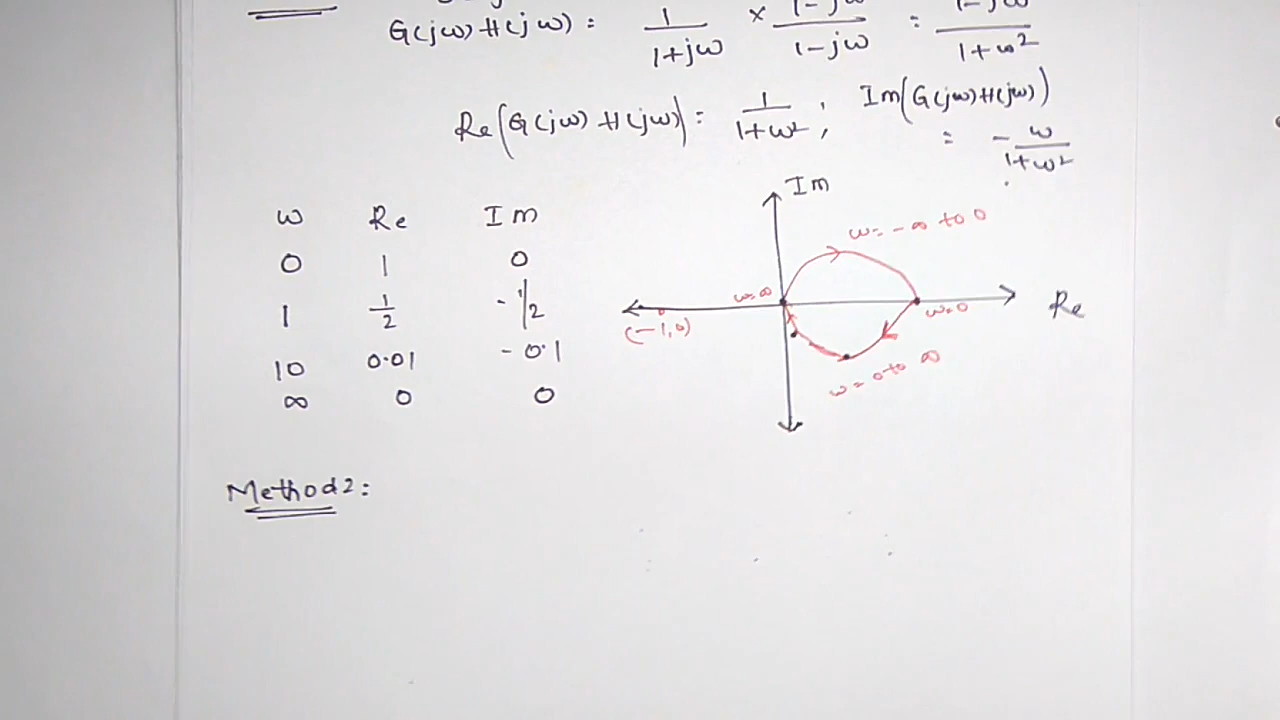 G(jω)H(jω) = 1/(1+jω) × (1-jω)/(1-jω) = (1-jω)/(1+ω²)
Re(G(jω)H(jω)) = 1/(1+ω²), Im(G(jω)H(jω))
= -ω/(1+ω²)
ω Re Im
0 1 0
1 1/2 -1/2
10 0.01 -0.1
∞ 0 0
Im
ω=-∞ to 0
ω=∞
ω=0
Re
(-1,0)
ω=0 to ∞
Method2: